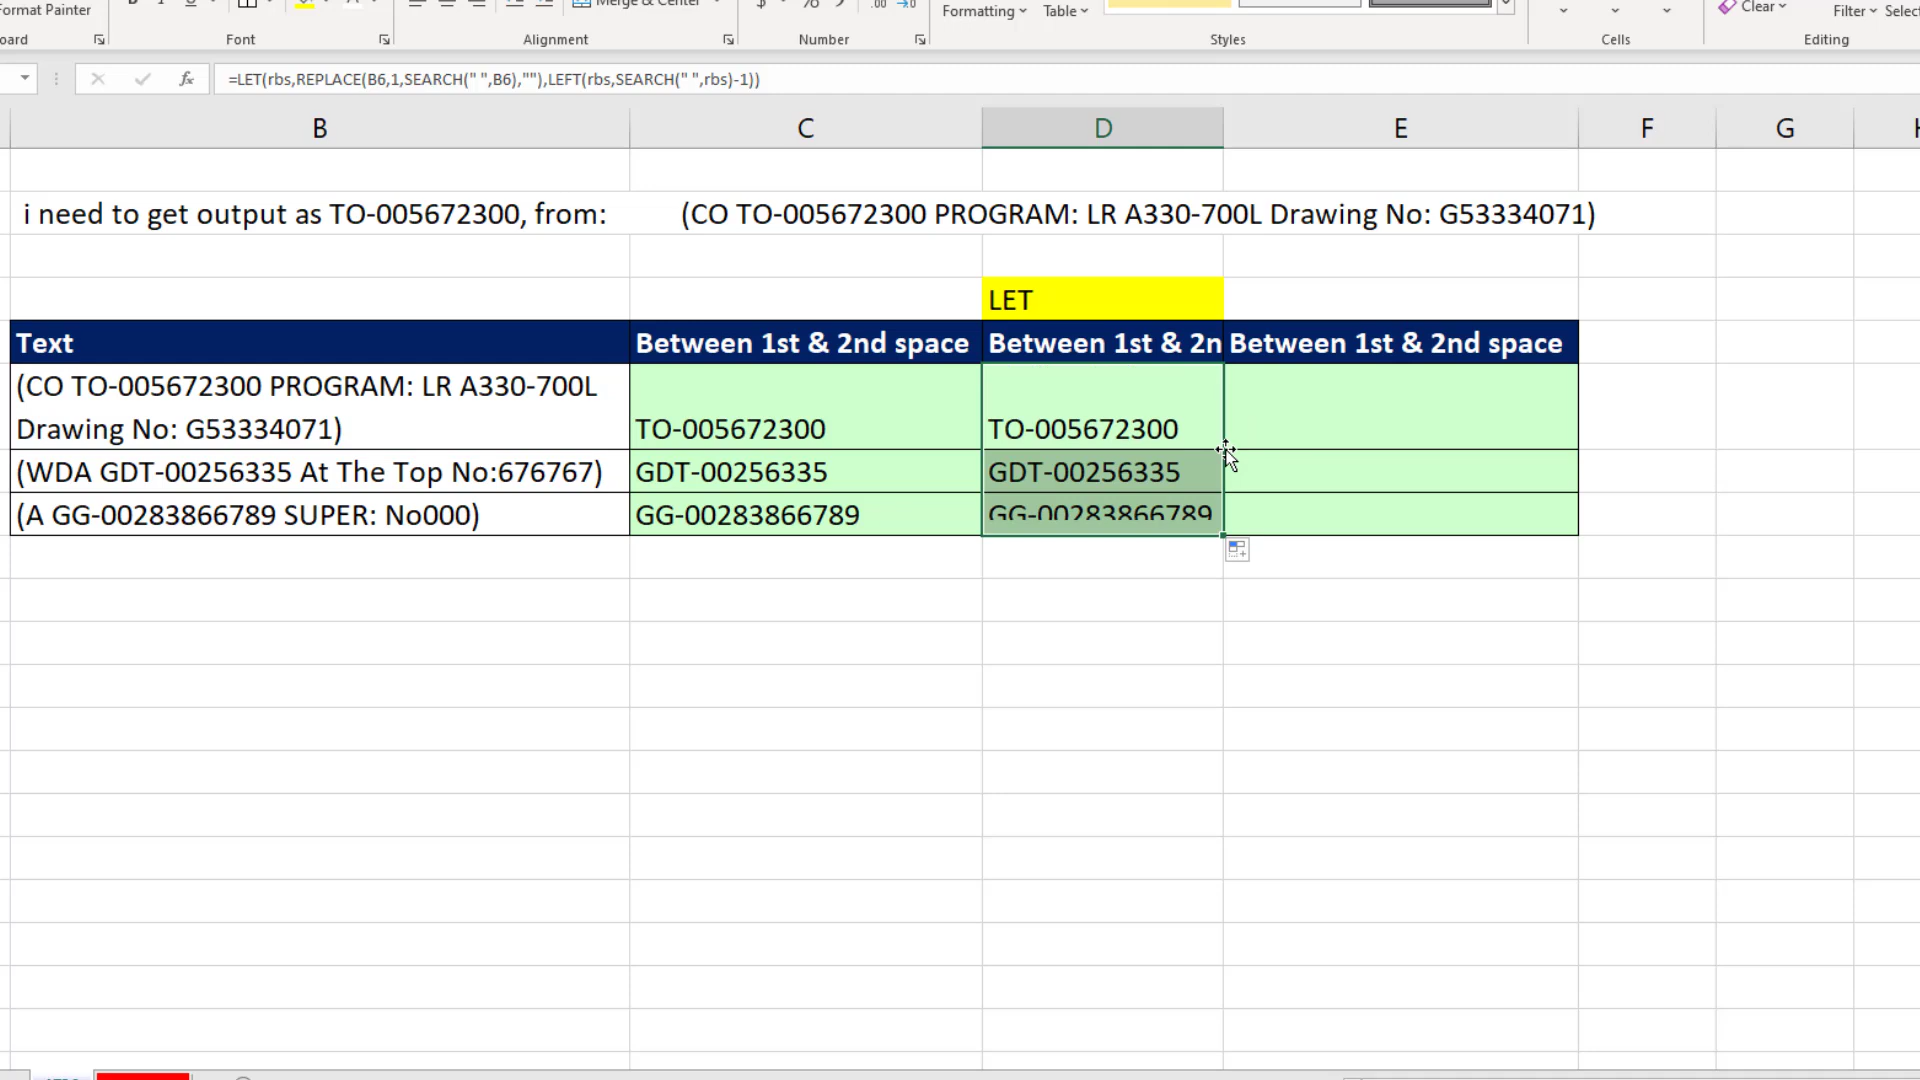 Format Painter
Merge & Center
$ %
Formatting Table
Clear
Filter Select
Font Alignment Number Styles Cells Editing
fx =LET(rbs,REPLACE(B6,1,SEARCH(" ",B6),""),LEFT(rbs,SEARCH(" ",rbs)-1))
B C D E F G
i need to get output as TO-005672300, from: (CO TO-005672300 PROGRAM: LR A330-700L Drawing No: G53334071)
LET
Text Between 1st & 2nd space Between 1st & 2n Between 1st & 2nd space
(CO TO-005672300 PROGRAM: LR A330-700L
Drawing No: G53334071) TO-005672300 TO-005672300
(WDA GDT-00256335 At The Top No:676767) GDT-00256335 GDT-00256335
(A GG-00283866789 SUPER: No000) GG-00283866789 GG-00283866789